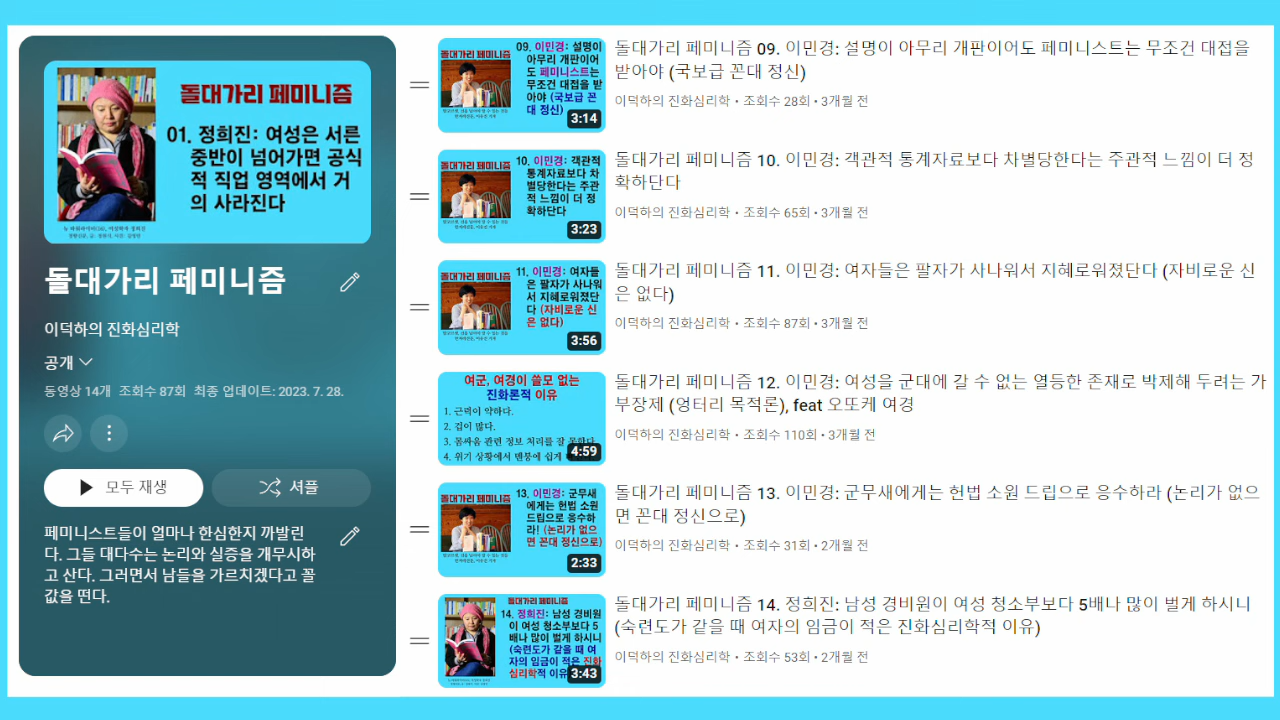 돌대가리 페미니즘
01. 정희진: 여성은 서른
중반이 넘어가면 공식
적 직업 영역에서 거
의 사라진다
돌대가리 페미니즘
이덕하의 진화심리학
공개
동영상 14개 조회수 87회 최종 업데이트: 2023. 7. 28.
모두 재생
셔플
페미니스트들이 얼마나 한심한지 까발린
다. 그들 대다수는 논리와 실증을 개무시하
고 산다. 그러면서 남들을 가르치겠다고 꼴
값을 떤다.
돌대가리 페미니즘
09. 이민경: 설명이
아무리 개판이어
도 페미니스트는
무조건 대접을 받
아야 (국보급 꼰
대 정신)
3:14
돌대가리 페미니즘 09. 이민경: 설명이 아무리 개판이어도 페미니스트는 무조건 대접을
받아야 (국보급 꼰대 정신)
이덕하의 진화심리학 • 조회수 28회 • 3개월 전
돌대가리 페미니즘
10. 이민경: 객관적
통계자료보다 차
별당한다는 주관
적 느낌이 더 정
확하단다
3:23
돌대가리 페미니즘 10. 이민경: 객관적 통계자료보다 차별당한다는 주관적 느낌이 더 정
확하단다
이덕하의 진화심리학 • 조회수 65회 • 3개월 전
돌대가리 페미니즘
11. 이민경: 여자들
은 팔자가 사나워
서 지혜로워졌단
다 (자비로운 신
은 없다)
3:56
돌대가리 페미니즘 11. 이민경: 여자들은 팔자가 사나워서 지혜로워졌단다 (자비로운 신
은 없다)
이덕하의 진화심리학 • 조회수 87회 • 3개월 전
여군, 여경이 쓸모 없는
진화론적 이유
1. 근력이 약하다.
2. 겁이 많다.
3. 몸싸움 관련 정보 처리를 잘 못한다.
4. 위기 상황에서 멘붕에 쉽게
4:59
돌대가리 페미니즘 12. 이민경: 여성을 군대에 갈 수 없는 열등한 존재로 박제해 두려는 가
부장제 (엉터리 목적론), feat 오또케 여경
이덕하의 진화심리학 • 조회수 110회 • 3개월 전
돌대가리 페미니즘
13. 이민경: 군무새
에게는 헌법 소원
드립으로 응수하
라! (논리가 없으
면 꼰대 정신으로)
2:33
돌대가리 페미니즘 13. 이민경: 군무새에게는 헌법 소원 드립으로 응수하라 (논리가 없으
면 꼰대 정신으로)
이덕하의 진화심리학 • 조회수 31회 • 2개월 전
돌대가리 페미니즘
14. 정희진: 남성 경비원
이 여성 청소부보다 5
배나 많이 벌게 하시니
(숙련도가 같을 때 여
자의 임금이 적은 진화
심리학적 이유
3:43
돌대가리 페미니즘 14. 정희진: 남성 경비원이 여성 청소부보다 5배나 많이 벌게 하시니
(숙련도가 같을 때 여자의 임금이 적은 진화심리학적 이유)
이덕하의 진화심리학 • 조회수 53회 • 2개월 전